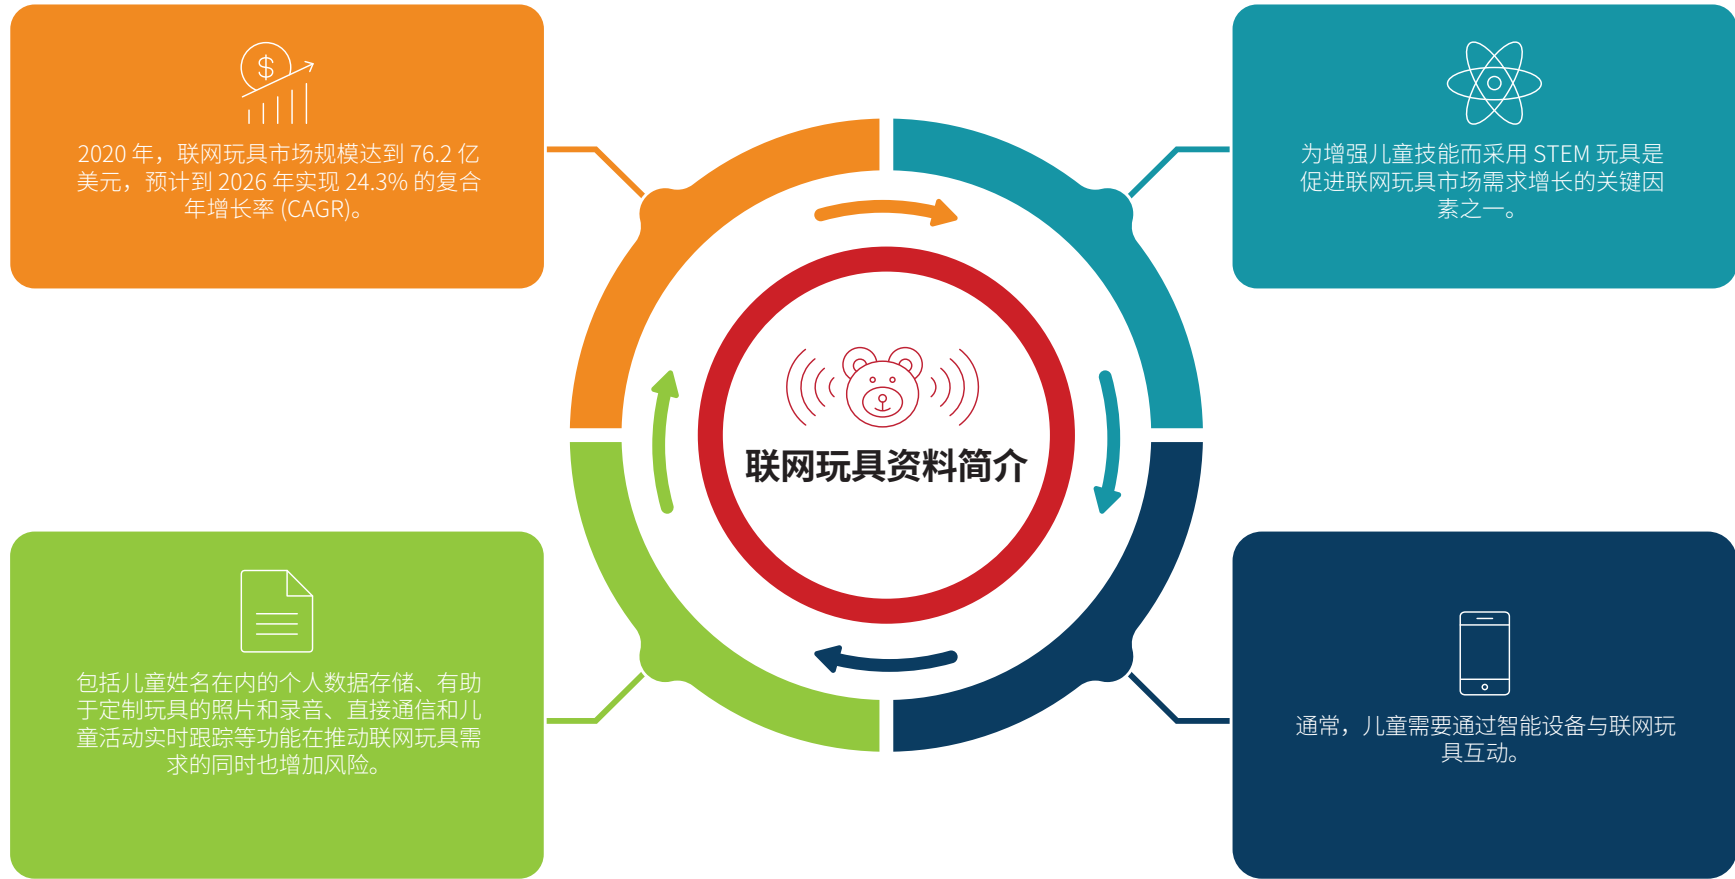 2020 年，联网玩具市场规模达到 76.2 亿
美元，预计到 2026 年实现 24.3% 的复合
年增长率 (CAGR)。
为增强儿童技能而采用 STEM 玩具是
促进联网玩具市场需求增长的关键因
素之一。
联网玩具资料简介
包括儿童姓名在内的个人数据存储、有助
于定制玩具的照片和录音、直接通信和儿
童活动实时跟踪等功能在推动联网玩具需
求的同时也增加风险。
通常，儿童需要通过智能设备与联网玩
具互动。